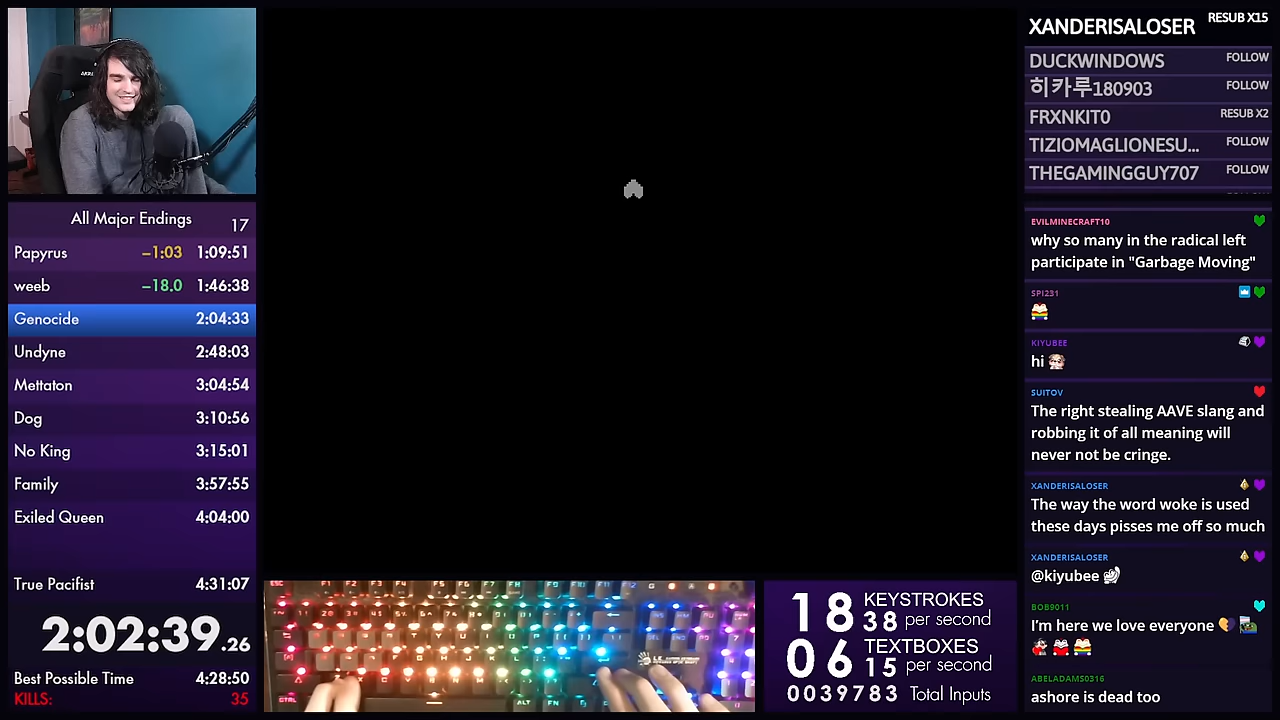 All Major Endings
17
Papyrus −1:03 1:09:51
weeb −18.0 1:46:38
Genocide 2:04:33
Undyne 2:48:03
Mettaton 3:04:54
Dog 3:10:56
No King 3:15:01
Family 3:57:55
Exiled Queen 4:04:00
True Pacifist 4:31:07
2:02:39.26
Best Possible Time 4:28:50
KILLS: 35
18 KEYSTROKES
38 per second
06 TEXTBOXES
15 per second
0039783 Total Inputs
XANDERISALOSER RESUB X15
DUCKWINDOWS FOLLOW
히카루180903 FOLLOW
FRXNKIT0 RESUB X2
TIZIOMAGLIONESU... FOLLOW
THEGAMINGGUY707 FOLLOW
EVILMINECRAFT10
why so many in the radical left
participate in "Garbage Moving"
SPI231
KIYUBEE
hi
SUITOV
The right stealing AAVE slang and
robbing it of all meaning will
never not be cringe.
XANDERISALOSER
The way the word woke is used
these days pisses me off so much
XANDERISALOSER
@kiyubee
BOB9011
I'm here we love everyone
ABELADAMS0316
ashore is dead too